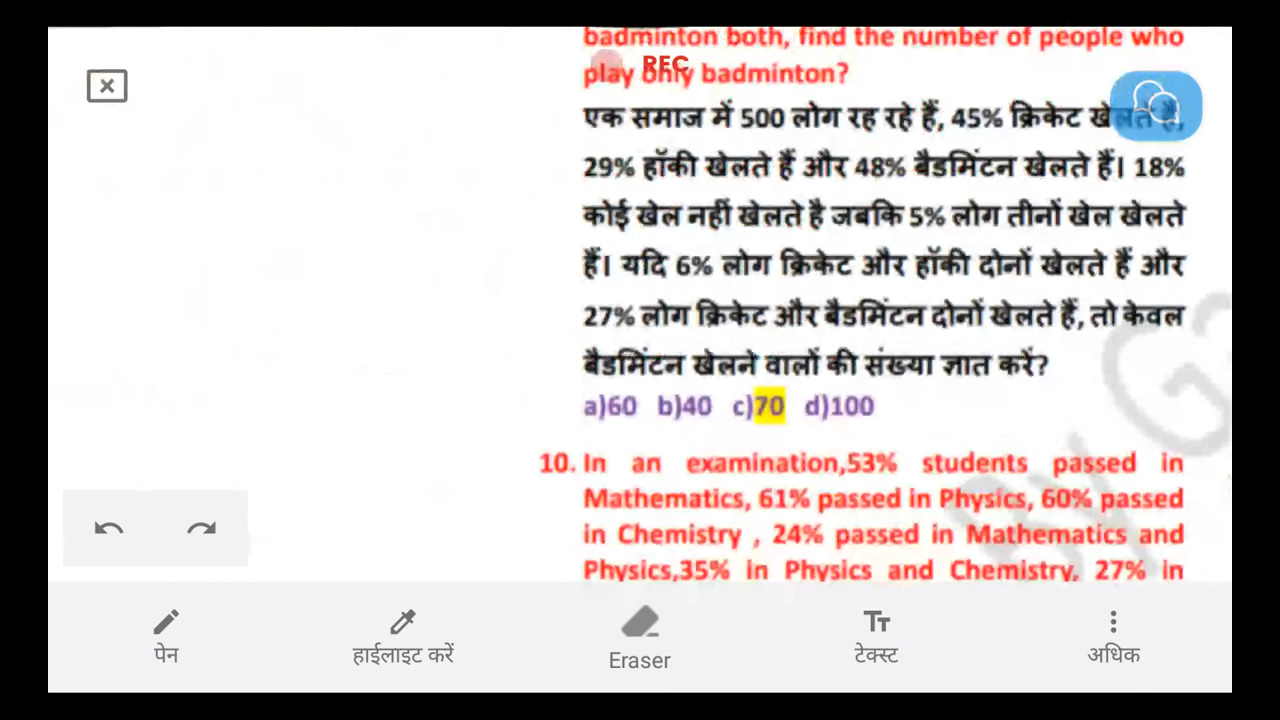 badminton both, find the number of people who
REC
play only badminton?
एक समाज में 500 लोग रह रहे हैं, 45% क्रिकेट खेलते है,
29% हॉकी खेलते हैं और 48% बैडमिंटन खेलते हैं। 18%
कोई खेल नहीं खेलते है जबकि 5% लोग तीनों खेल खेलते
हैं। यदि 6% लोग क्रिकेट और हॉकी दोनों खेलते हैं और
27% लोग क्रिकेट और बैडमिंटन दोनों खेलते हैं, तो केवल
बैडमिंटन खेलने वालों की संख्या ज्ञात करें?
a)60 b)40 c)70 d)100
10. In an examination,53% students passed in
Mathematics, 61% passed in Physics, 60% passed
in Chemistry , 24% passed in Mathematics and
Physics,35% in Physics and Chemistry, 27% in
पेन
हाईलाइट करें
Eraser
Tт
टेक्स्ट
अधिक